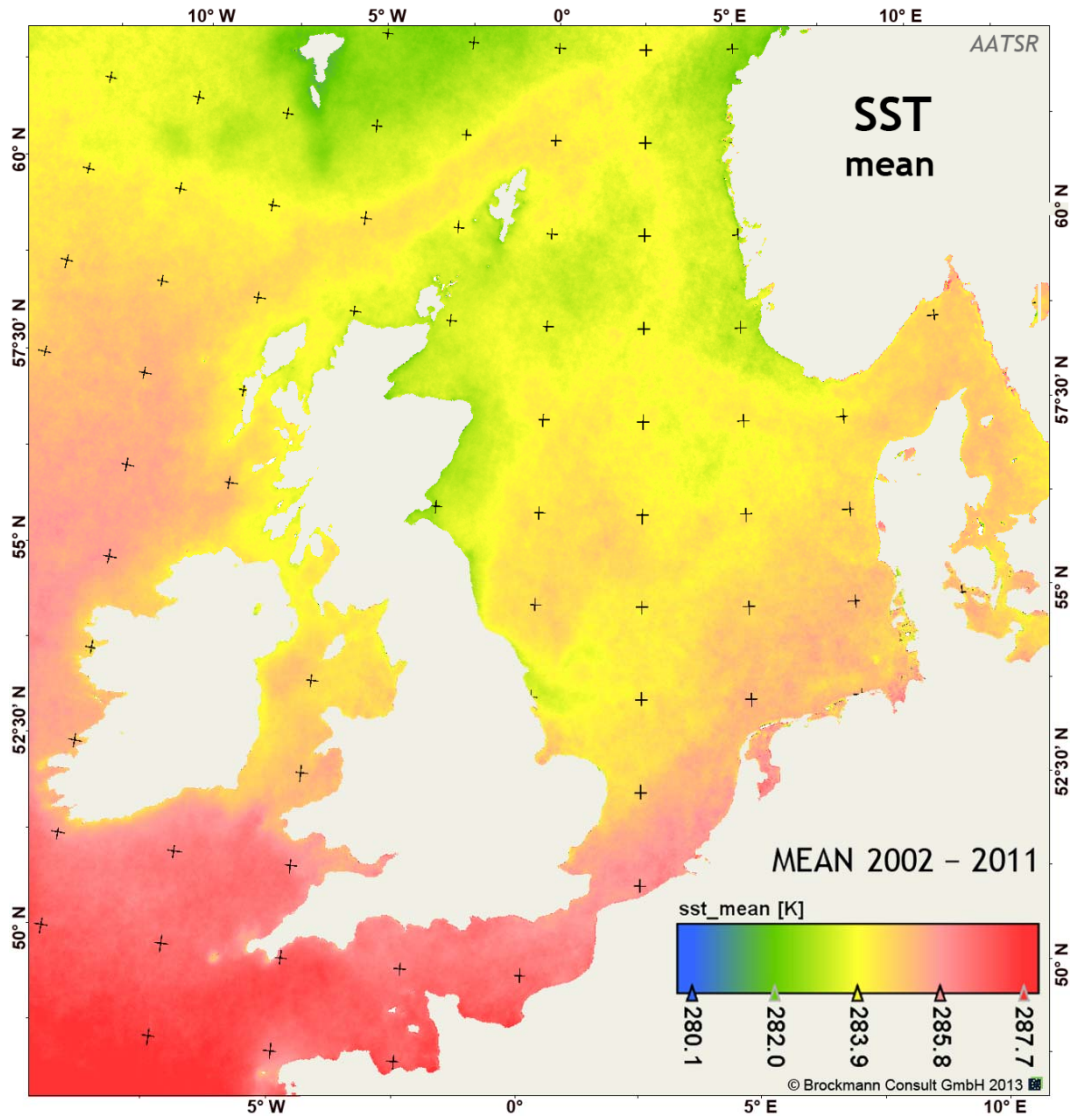 10° W 5° W 0° 5° E 10° E
AATSR
SST
mean
60° N
60° N
57°30' N
57°30' N
55° N
55° N
52°30' N
52°30' N
MEAN 2002 – 2011
sst_mean [K]
50° N
50° N
280.1 282.0 283.9 285.8 287.7
© Brockmann Consult GmbH 2013
5° W 0° 5° E 10° E